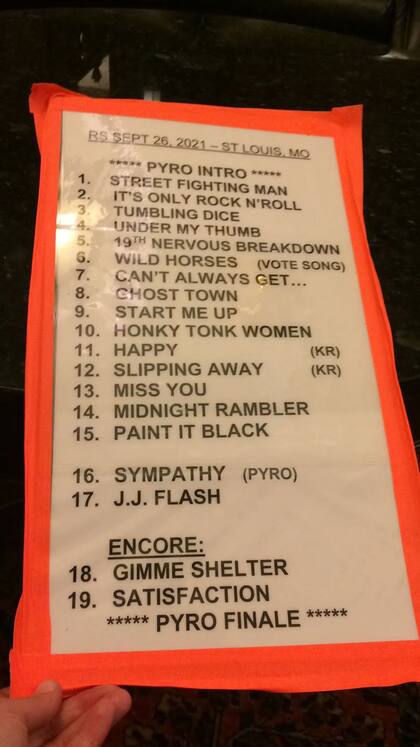 RS SEPT 26, 2021 – ST LOUIS, MO
***** PYRO INTRO *****
1. STREET FIGHTING MAN
2. IT'S ONLY ROCK N'ROLL
3. TUMBLING DICE
4. UNDER MY THUMB
5. 19TH NERVOUS BREAKDOWN
6. WILD HORSES (VOTE SONG)
7. CAN'T ALWAYS GET...
8. GHOST TOWN
9. START ME UP
10. HONKY TONK WOMEN
11. HAPPY (KR)
12. SLIPPING AWAY (KR)
13. MISS YOU
14. MIDNIGHT RAMBLER
15. PAINT IT BLACK
16. SYMPATHY (PYRO)
17. J.J. FLASH
ENCORE:
18. GIMME SHELTER
19. SATISFACTION
***** PYRO FINALE *****